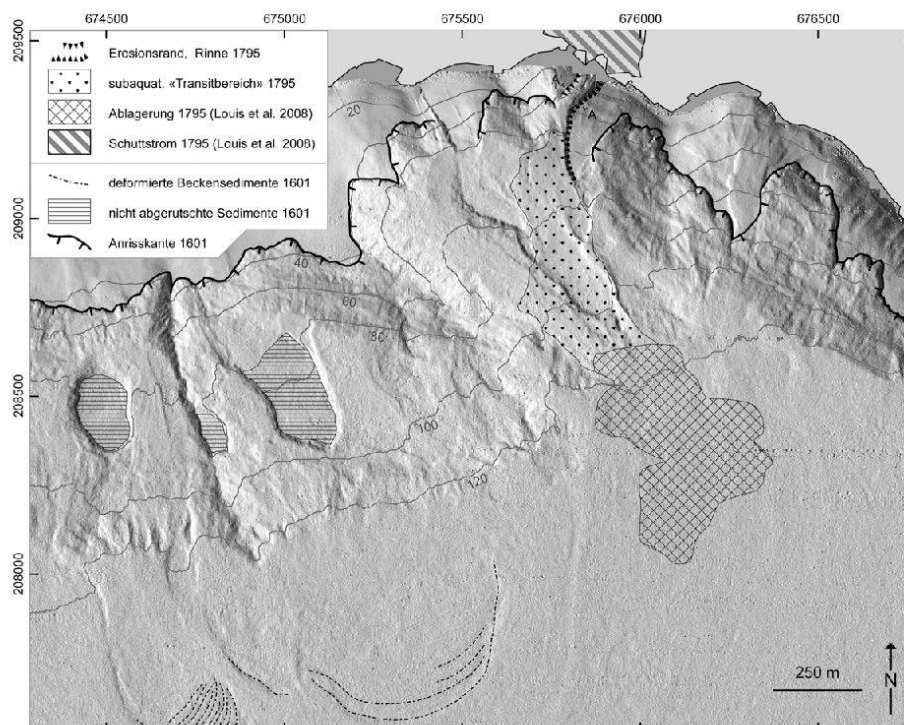 674500 675000 675500 676000 676500
209500
209000
208500
208000
Erosionsrand, Rinne 1795
subaquat. «Transitbereich» 1795
Ablagerung 1795 (Louis et al. 2008)
Schuttstrom 1795 (Louis et al. 2008)
deformierte Beckensedimente 1601
nicht abgerutschte Sedimente 1601
Anrisskante 1601
A
20
A
40
60
80
100
120
250 m
N